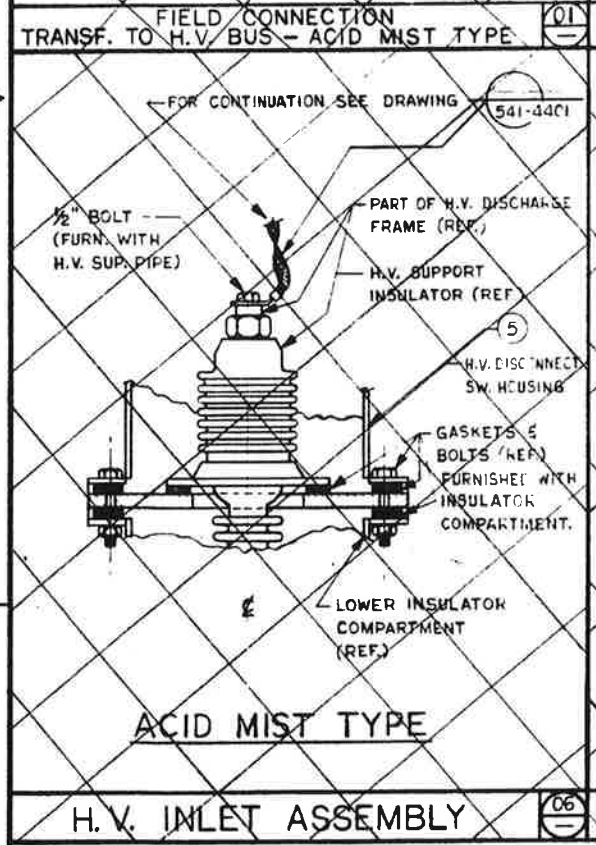 FIELD CONNECTION
TRANSF. TO H.V. BUS - ACID MIST TYPE
01
FOR CONTINUATION SEE DRAWING
541-4401
1/2" BOLT
(FURN. WITH
H.V. SUP. PIPE)
PART OF H.V. DISCHARGE
FRAME (REF.)
H.V. SUPPORT
INSULATOR (REF)
5
H.V. DISCONNECT
SW. HOUSING
GASKETS &
BOLTS (REF.)
FURNISHED WITH
INSULATOR
COMPARTMENT.
℄
LOWER INSULATOR
COMPARTMENT
(REF.)
ACID MIST TYPE
H.V. INLET ASSEMBLY
06